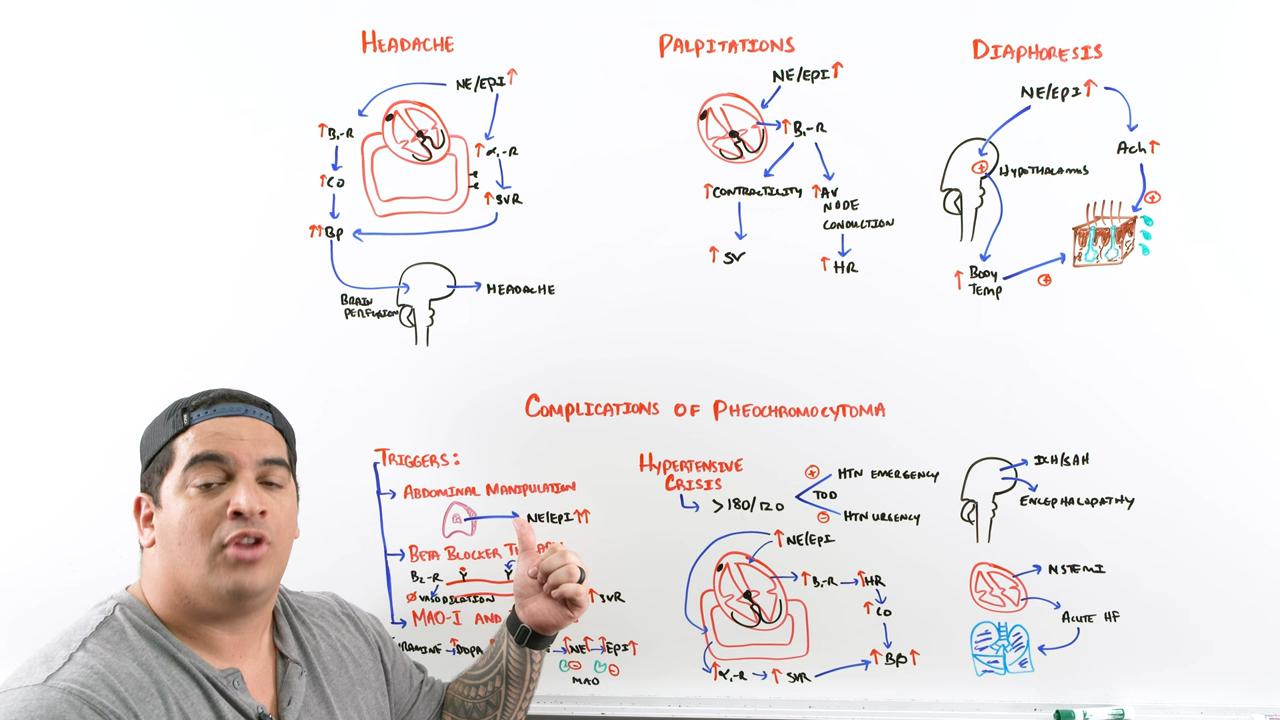 HEADACHE
NE/EPI↑
↑B₁-R
↑α₁-R
↑CO
↑SVR
↑↑BP
BRAIN
PERFUSION
HEADACHE
PALPITATIONS
NE/EPI↑
↑B₁-R
↑CONTRACTILITY
↑AV
NODE
CONDUCTION
↑SV
↑HR
DIAPHORESIS
NE/EPI↑
Ach↑
+
HYPOTHALAMUS
+
↑BODY
TEMP
+
COMPLICATIONS OF PHEOCHROMOCYTOMA
TRIGGERS:
ABDOMINAL MANIPULATION
NE/EPI↑↑
BETA BLOCKER
B₂-R
∅VASODILATION
↑SVR
MAO-I AND
↑DOPA
↑NE
↑EPI↑
MAO
HYPERTENSIVE
CRISIS
>180/120
TOD
+ HTN EMERGENCY
- HTN URGENCY
↑NE/EPI
↑B₁-R → ↑HR
↑CO
↑BP↑
↑α₁-R → ↑SVR
ICH/SAH
ENCEPHALOPATHY
NSTEMI
ACUTE HF